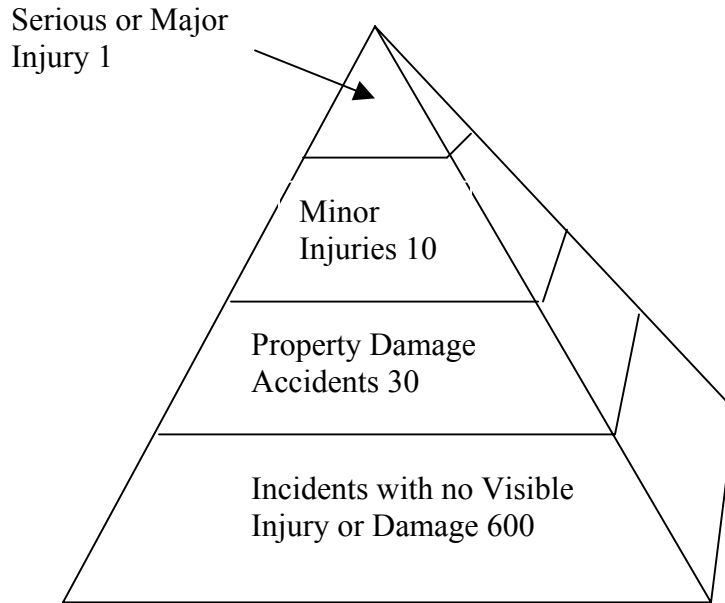 Serious or Major
Injury 1
Minor
Injuries 10
Property Damage
Accidents 30
Incidents with no Visible
Injury or Damage 600